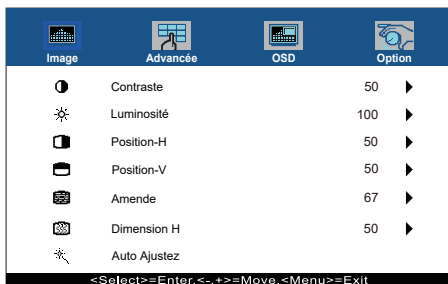 Image Advancée OSD Option
Contraste 50
Luminosité 100
Position-H 50
Position-V 50
Amende 67
Dimension H 50
Auto Ajustez
<Select>=Enter,<-,+>=Move,<Menu>=Exit